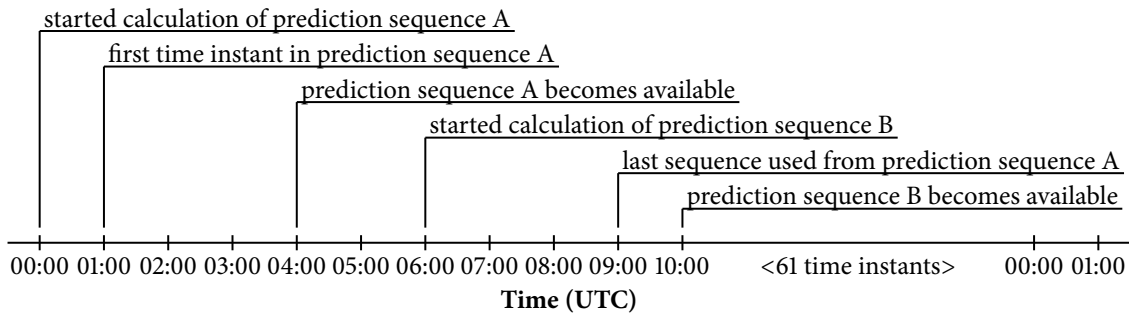 started calculation of prediction sequence A
first time instant in prediction sequence A
prediction sequence A becomes available
started calculation of prediction sequence B
last sequence used from prediction sequence A
prediction sequence B becomes available
00:00 01:00 02:00 03:00 04:00 05:00 06:00 07:00 08:00 09:00 10:00 <61 time instants> 00:00 01:00
Time (UTC)